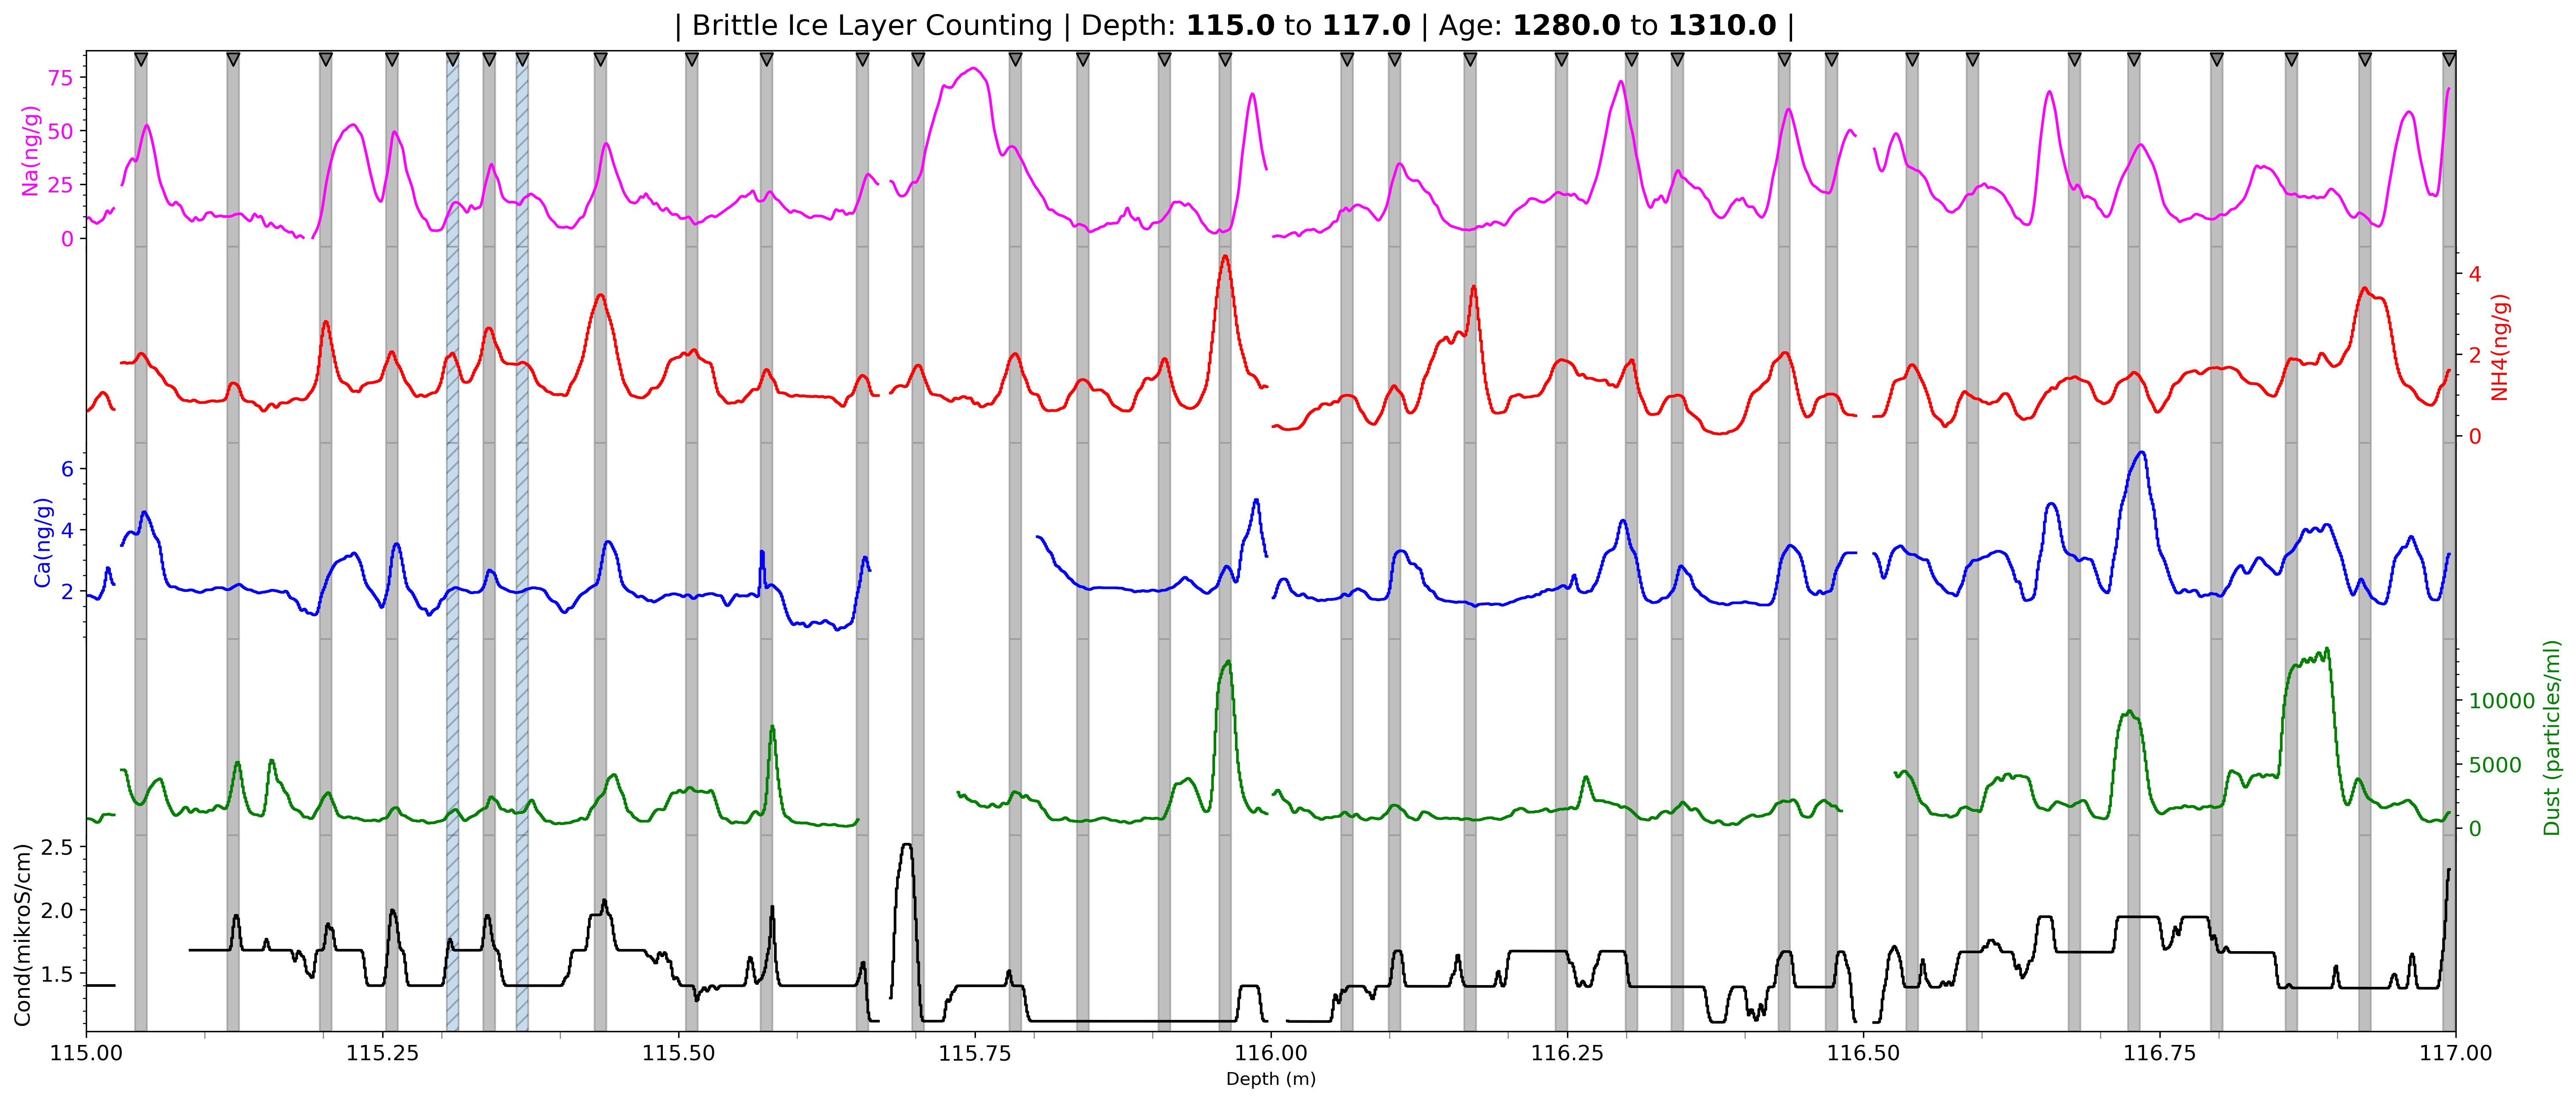 | Brittle Ice Layer Counting | Depth: 115.0 to 117.0 | Age: 1280.0 to 1310.0 |
Na(ng/g)
75
50
25
0
NH4(ng/g)
4
2
0
Ca(ng/g)
6
4
2
Dust (particles/ml)
10000
5000
0
Cond(mikroS/cm)
2.5
2.0
1.5
115.00 115.25 115.50 115.75 116.00 116.25 116.50 116.75 117.00
Depth (m)